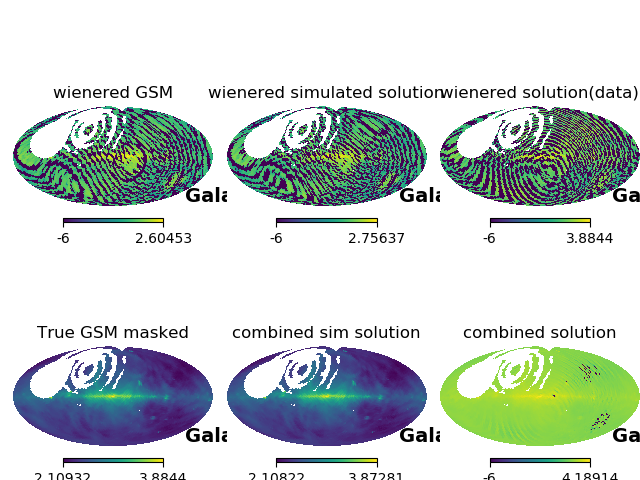 wienered GSM wienered simulated solution wienered solution(data)
Gala Gala Ga
-6 2.60453 -6 2.75637 -6 3.8844
True GSM masked combined sim solution combined solution
Gala Gala Ga
2.10932 3.8844 2.10822 3.87281 -6 4.18914